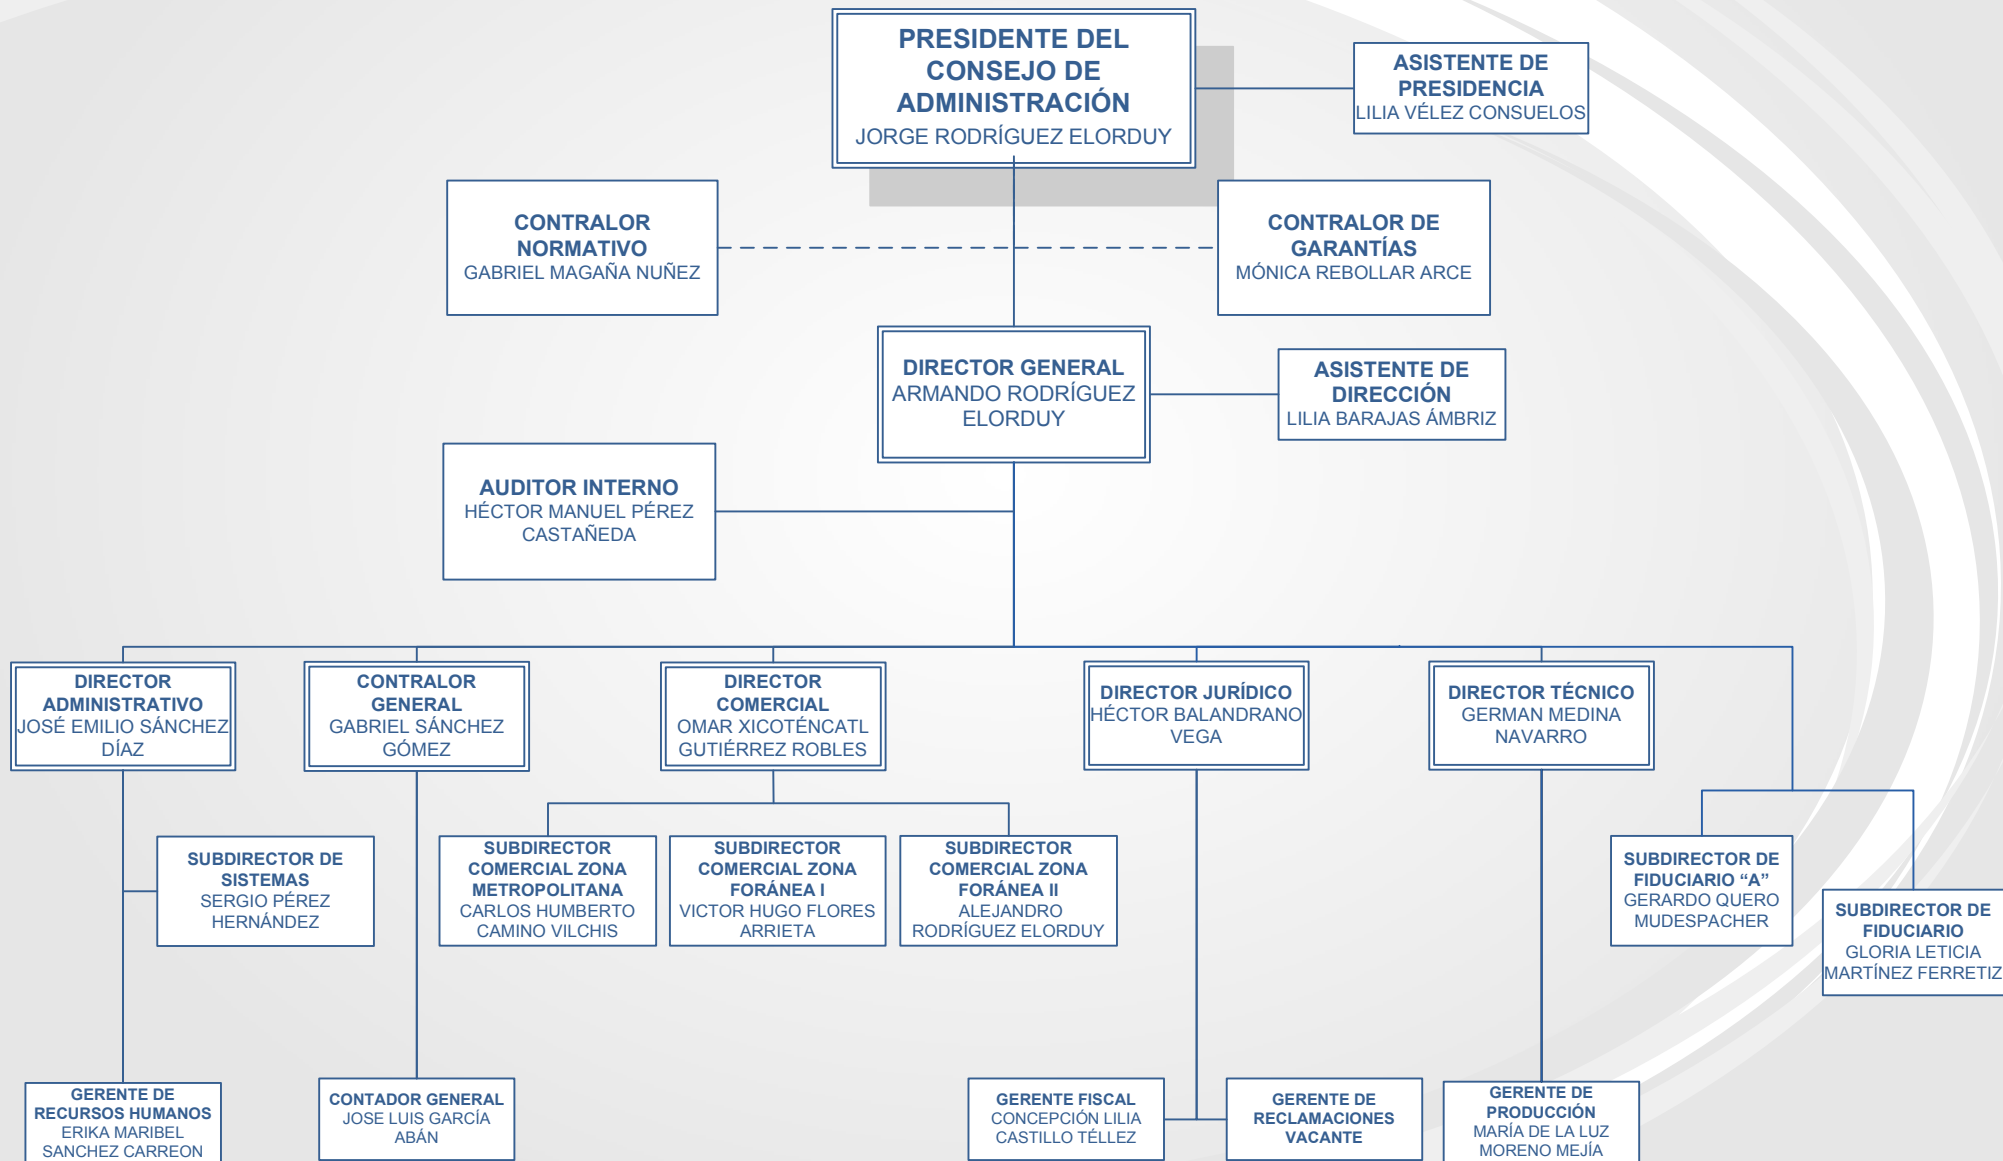 PRESIDENTE DEL
CONSEJO DE
ADMINISTRACIÓN
JORGE RODRÍGUEZ ELORDUY
ASISTENTE DE
PRESIDENCIA
LILIA VÉLEZ CONSUELOS
CONTRALOR
NORMATIVO
GABRIEL MAGAÑA NUÑEZ
CONTRALOR DE
GARANTÍAS
MÓNICA REBOLLAR ARCE
DIRECTOR GENERAL
ARMANDO RODRÍGUEZ
ELORDUY
ASISTENTE DE
DIRECCIÓN
LILIA BARAJAS ÁMBRIZ
AUDITOR INTERNO
HÉCTOR MANUEL PÉREZ
CASTAÑEDA
DIRECTOR
ADMINISTRATIVO
JOSÉ EMILIO SÁNCHEZ
DÍAZ
CONTRALOR
GENERAL
GABRIEL SÁNCHEZ
GÓMEZ
DIRECTOR
COMERCIAL
OMAR XICOTÉNCATL
GUTIÉRREZ ROBLES
DIRECTOR JURÍDICO
HÉCTOR BALANDRANO
VEGA
DIRECTOR TÉCNICO
GERMAN MEDINA
NAVARRO
SUBDIRECTOR DE
SISTEMAS
SERGIO PÉREZ
HERNÁNDEZ
SUBDIRECTOR
COMERCIAL ZONA
METROPOLITANA
CARLOS HUMBERTO
CAMINO VILCHIS
SUBDIRECTOR
COMERCIAL ZONA
FORÁNEA I
VICTOR HUGO FLORES
ARRIETA
SUBDIRECTOR
COMERCIAL ZONA
FORÁNEA II
ALEJANDRO
RODRÍGUEZ ELORDUY
SUBDIRECTOR DE
FIDUCIARIO “A”
GERARDO QUERO
MUDESPACHER
SUBDIRECTOR DE
FIDUCIARIO
GLORIA LETICIA
MARTÍNEZ FERRETIZ
GERENTE DE
RECURSOS HUMANOS
ERIKA MARIBEL
SANCHEZ CARREON
CONTADOR GENERAL
JOSE LUIS GARCÍA
ABÁN
GERENTE FISCAL
CONCEPCIÓN LILIA
CASTILLO TÉLLEZ
GERENTE DE
RECLAMACIONES
VACANTE
GERENTE DE
PRODUCCIÓN
MARÍA DE LA LUZ
MORENO MEJÍA